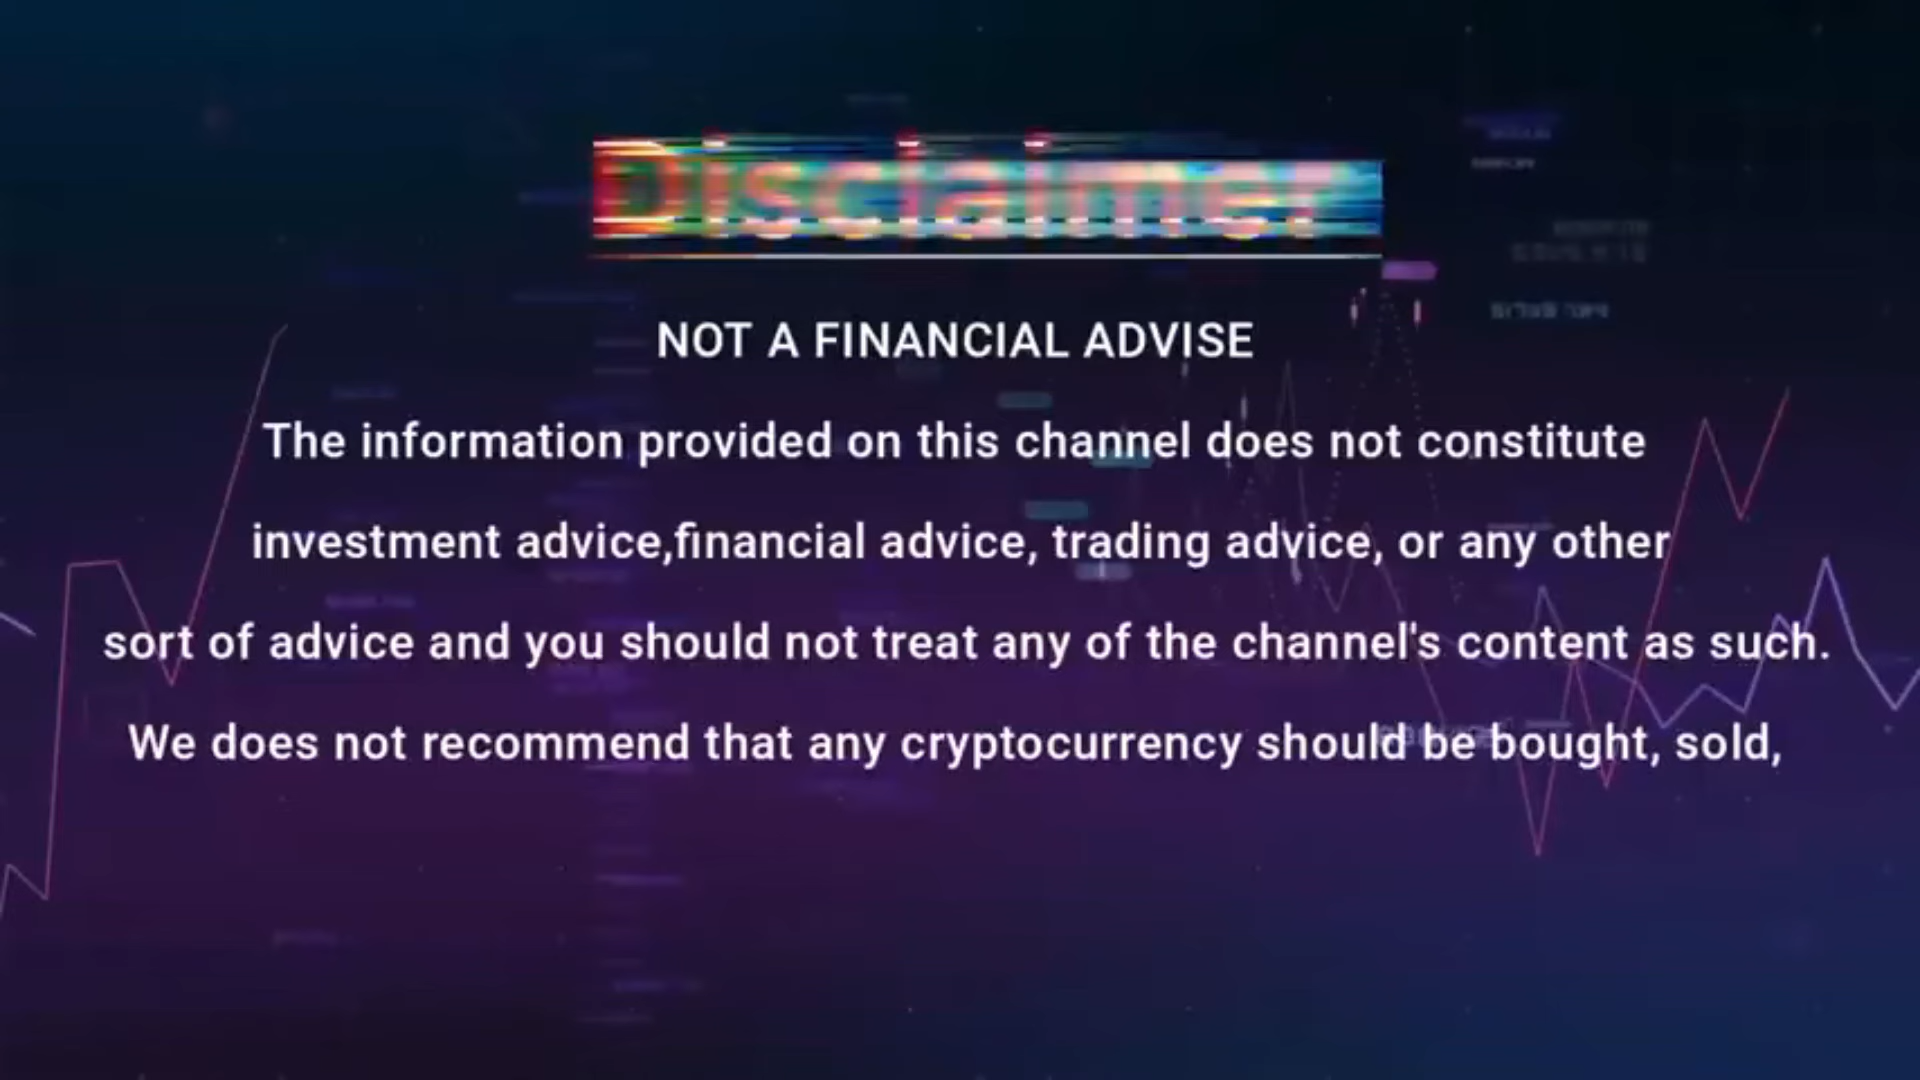 Disclaimer
NOT A FINANCIAL ADVISE
The information provided on this channel does not constitute
investment advice,financial advice, trading advice, or any other
sort of advice and you should not treat any of the channel's content as such.
We does not recommend that any cryptocurrency should be bought, sold,